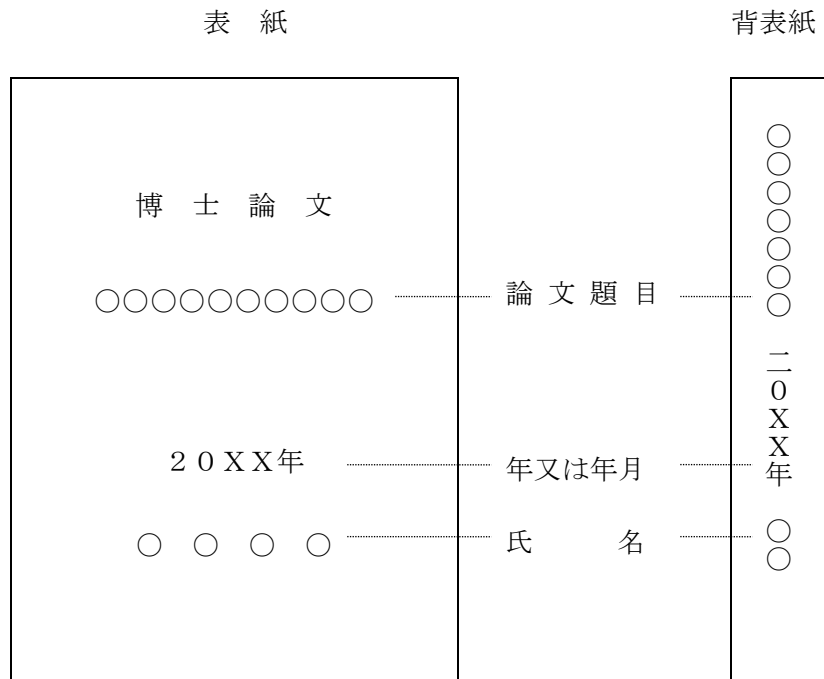 表 紙
背表紙
博 士 論 文
○○○○○○○○○○
論 文 題 目
２０ＸＸ年
年又は年月
○ ○ ○ ○
氏 名
○○○○○○○
二０ＸＸ年
○○